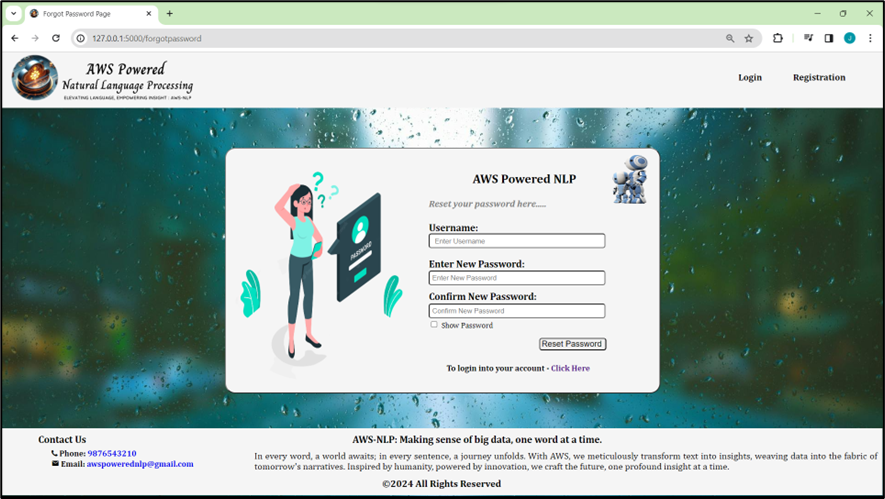 Forgot Password Page
127.0.0.1:5000/forgotpassword
J
AWS Powered
Natural Language Processing
ELEVATING LANGUAGE, EMPOWERING INSIGHT : AWS-NLP
Login
Registration
AWS Powered NLP
Reset your password here.....
PASSWORD
Username:
Enter Username
Enter New Password:
Enter New Password
Confirm New Password:
Confirm New Password
Show Password
Reset Password
To login into your account - Click Here
Contact Us
Phone: 9876543210
Email: awspowerednlp@gmail.com
AWS-NLP: Making sense of big data, one word at a time.
In every word, a world awaits; in every sentence, a journey unfolds. With AWS, we meticulously transform text into insights, weaving data into the fabric of
tomorrow's narratives. Inspired by humanity, powered by innovation, we craft the future, one profound insight at a time.
©2024 All Rights Reserved